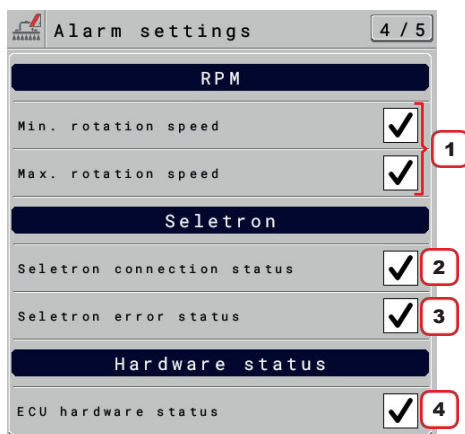 Alarm settings 4 / 5
RPM
Min. rotation speed
1
Max. rotation speed
Seletron
Seletron connection status 2
Seletron error status 3
Hardware status
ECU hardware status 4